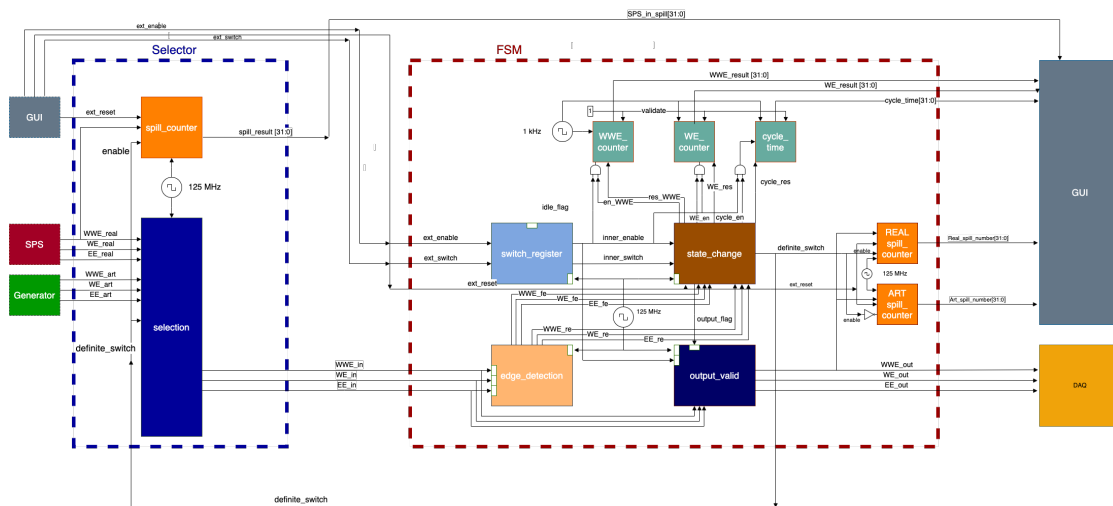 SPS_in_spill[31:0]
ext_enable
ext_switch
Selector
FSM
WWE_result [31:0]
WE_result [31:0]
cycle_time[31:0]
GUI
ext_reset
spill_counter
spill_result [31:0]
enable
1
validate
1 kHz
WWE_
counter
WE_
counter
cycle_
time
125 MHz
GUI
res_WWE
en_WWE
WE_res
cycle_res
idle_flag
WE_en
cycle_en
SPS
WWE_real
WE_real
EE_real
ext_enable
switch_register
inner_enable
state_change
definite_switch
REAL
spill_
counter
Real_spill_number[31:0]
enable
ext_switch
inner_switch
Generator
WWE_art
WE_art
EE_art
ext_reset
125 MHz
ext_reset
ART
spill_
counter
Art_spill_number[31:0]
enable
WWE_fe
WE_fe
EE_fe
125 MHz
output_flag
selection
WWE_re
WE_re
EE_re
definite_switch
WWE_in
WE_in
EE_in
edge_detection
output_valid
WWE_out
WE_out
EE_out
DAQ
definite_switch